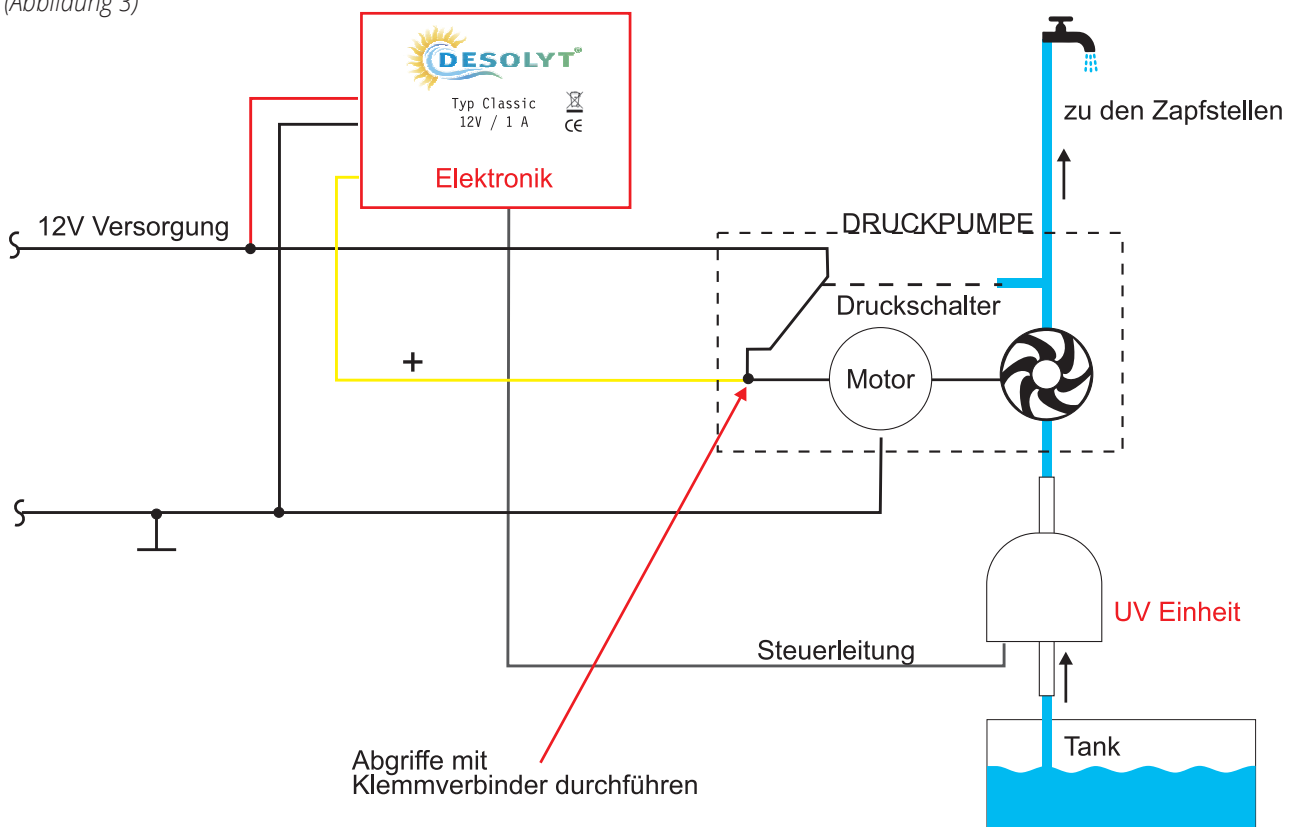 (Abbildung 3)
DESOLYT®
Typ Classic
12V / 1 A
CE
Elektronik
zu den Zapfstellen
12V Versorgung
DRUCKPUMPE
Druckschalter
+
Motor
UV Einheit
Steuerleitung
Tank
Abgriffe mit
Klemmverbinder durchführen